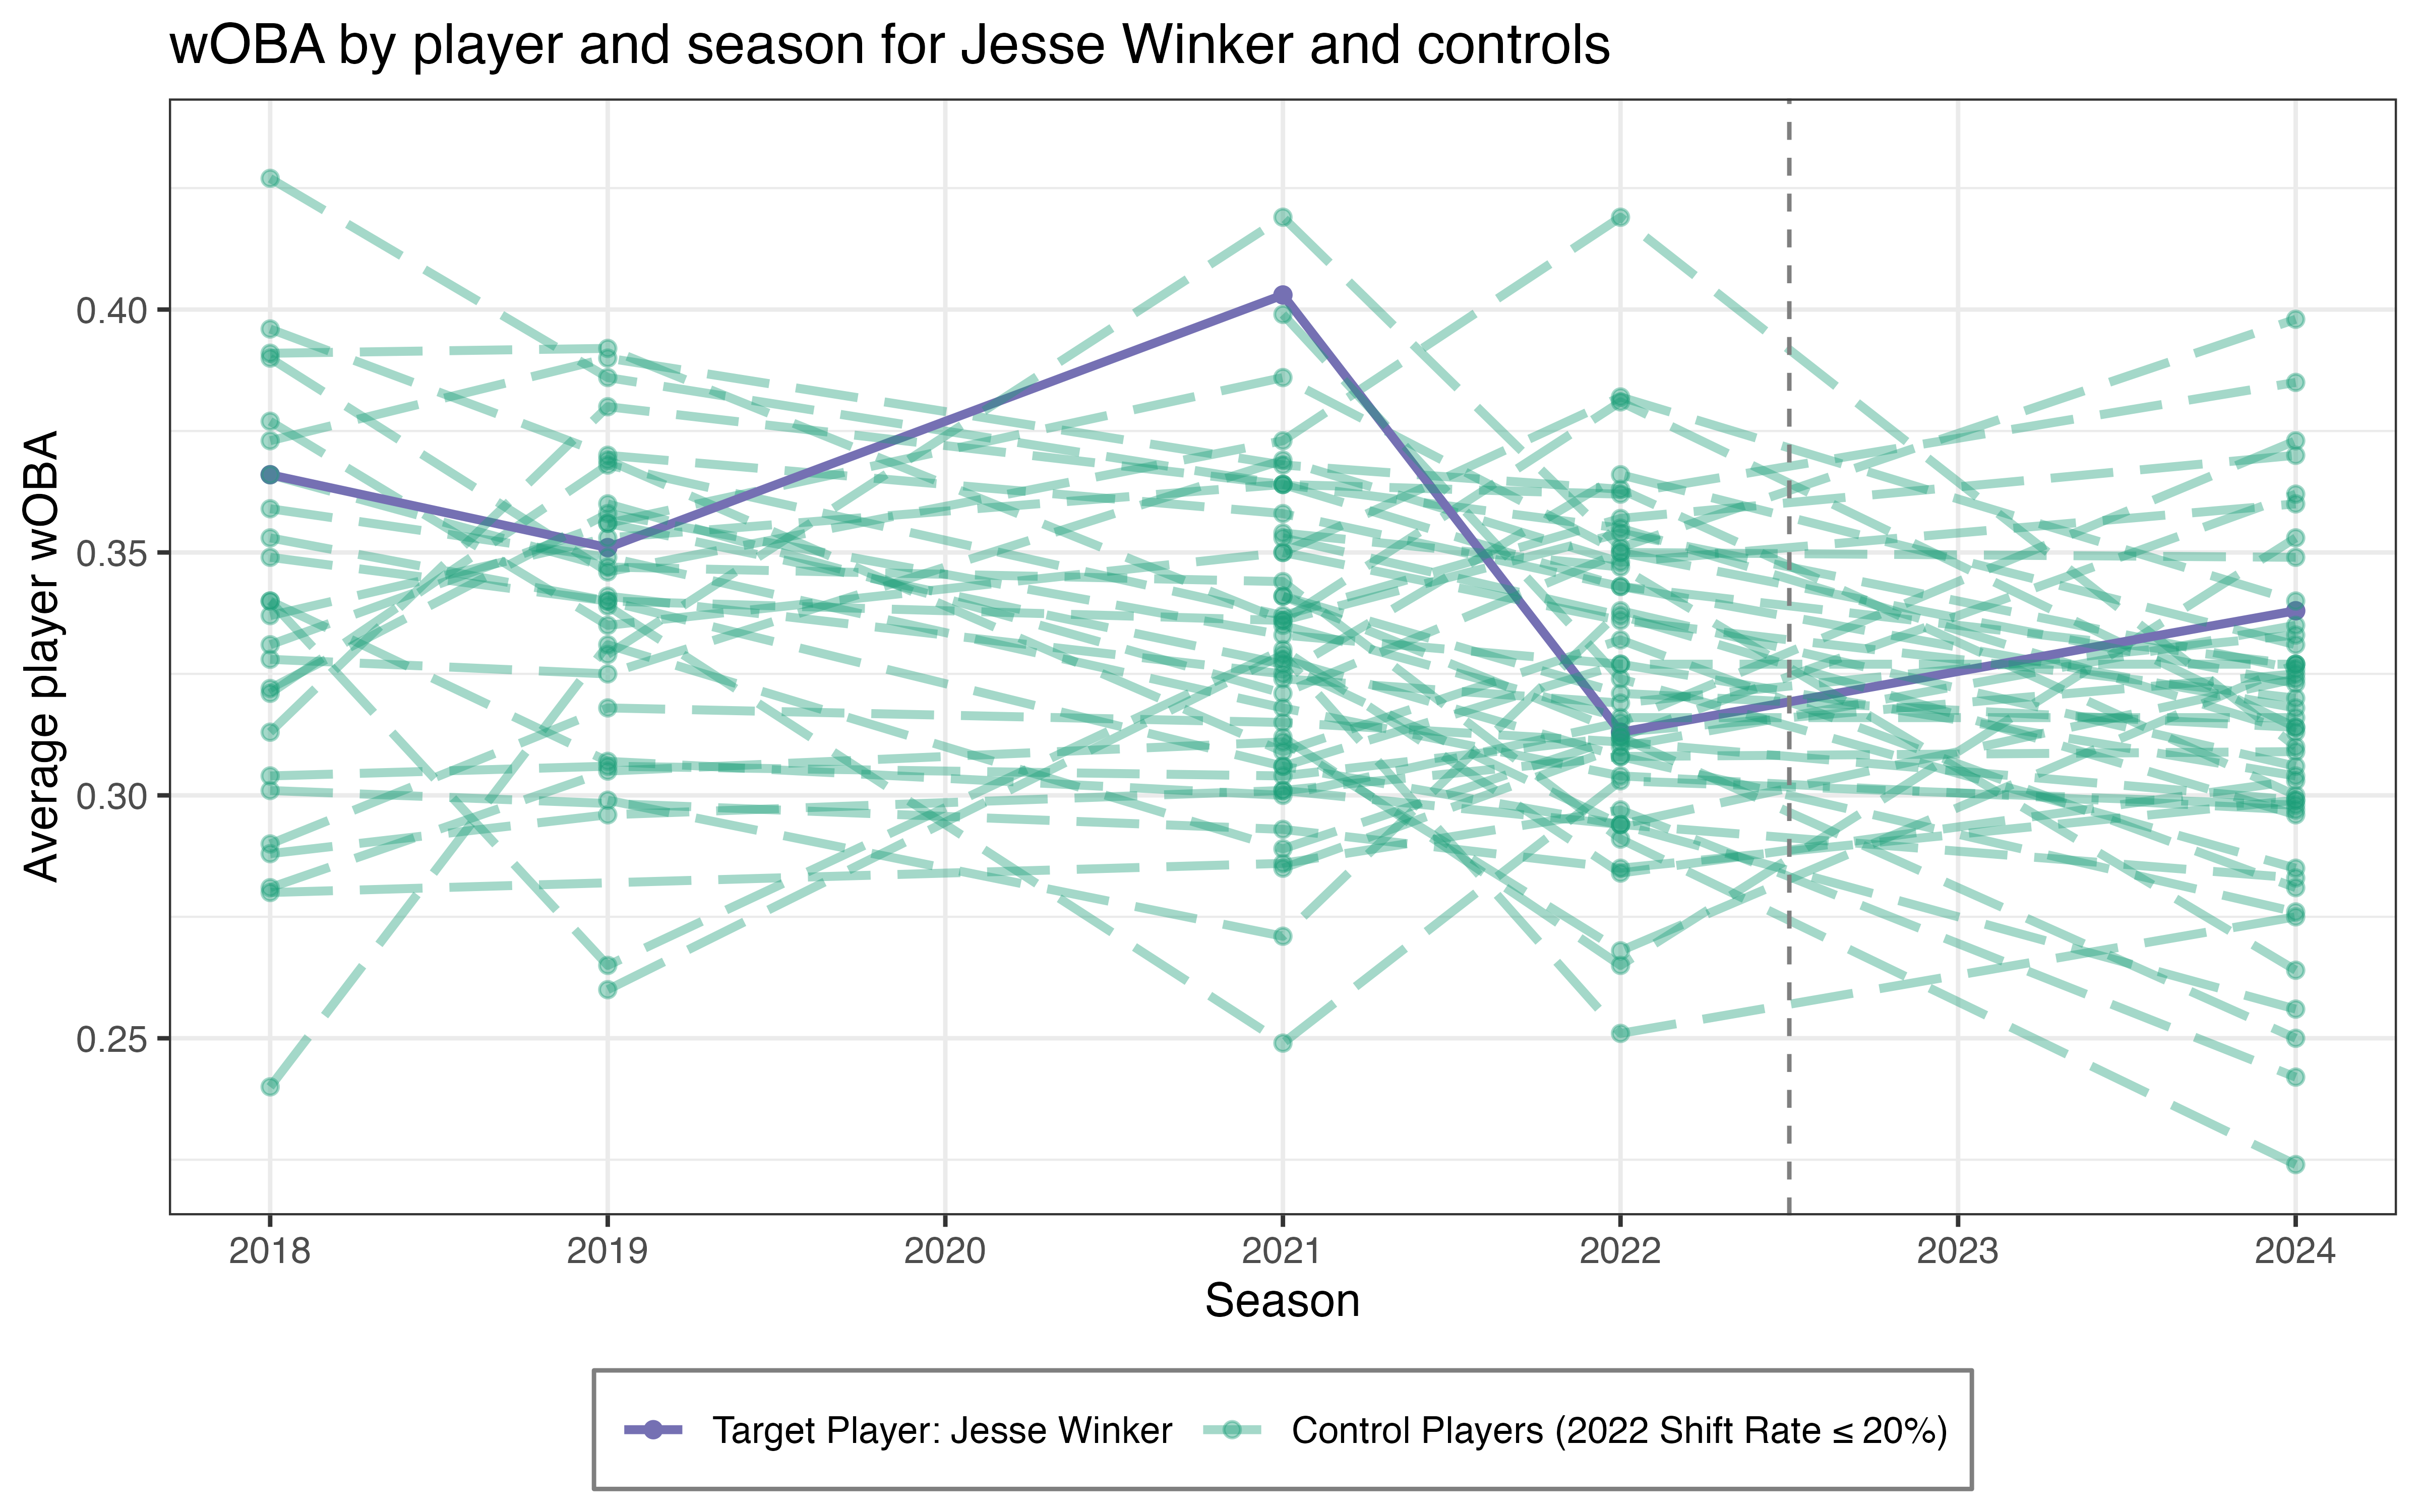 wOBA by player and season for Jesse Winker and controls
Average player wOBA
0.40
0.35
0.30
0.25
2018 2019 2020 2021 2022 2023 2024
Season
Target Player: Jesse Winker Control Players (2022 Shift Rate ≤ 20%)